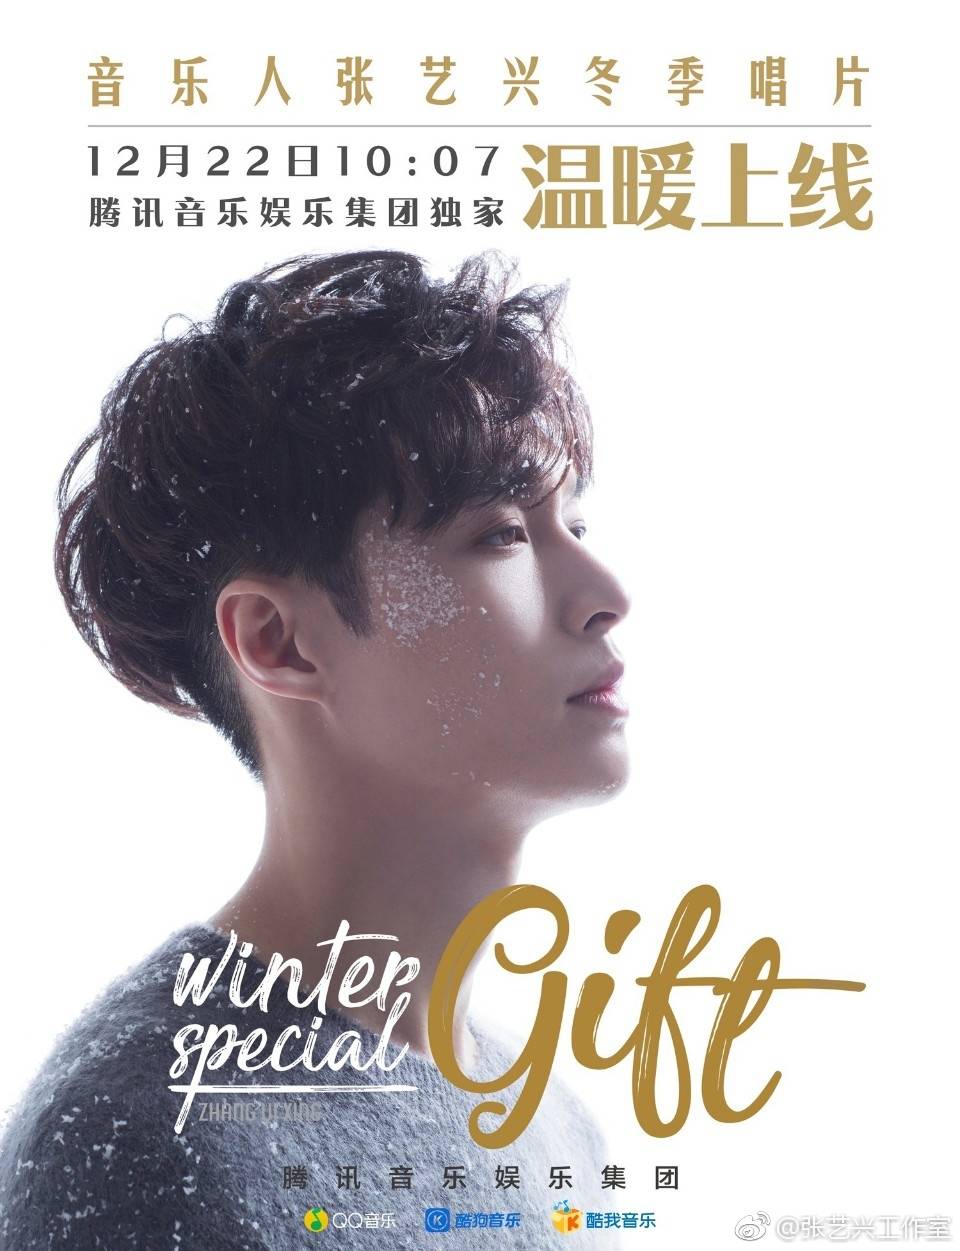 音乐人张艺兴冬季唱片
12月22日10:07
腾讯音乐娱乐集团独家
温暖上线
winter
special
Gift
ZHANG YI XING
腾讯音乐娱乐集团
QQ音乐 酷狗音乐 酷我音乐
@张艺兴工作室